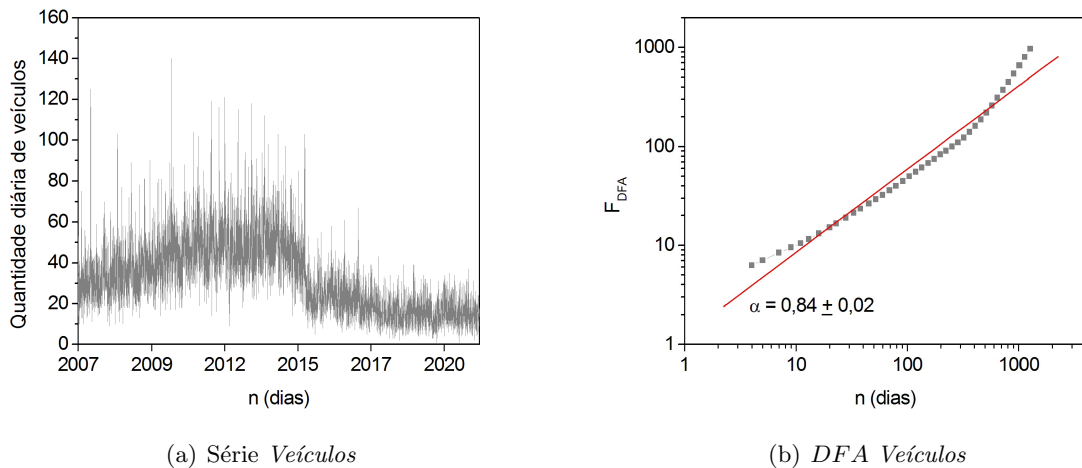 160
140
120
100
80
60
40
20
0
Quantidade diária de veículos
2007 2009 2012 2015 2017 2020
n (dias)
(a) Série Veículos
1000
100
10
1
F_DFA
α = 0,84 ± 0,02
1 10 100 1000
n (dias)
(b) DFA Veículos